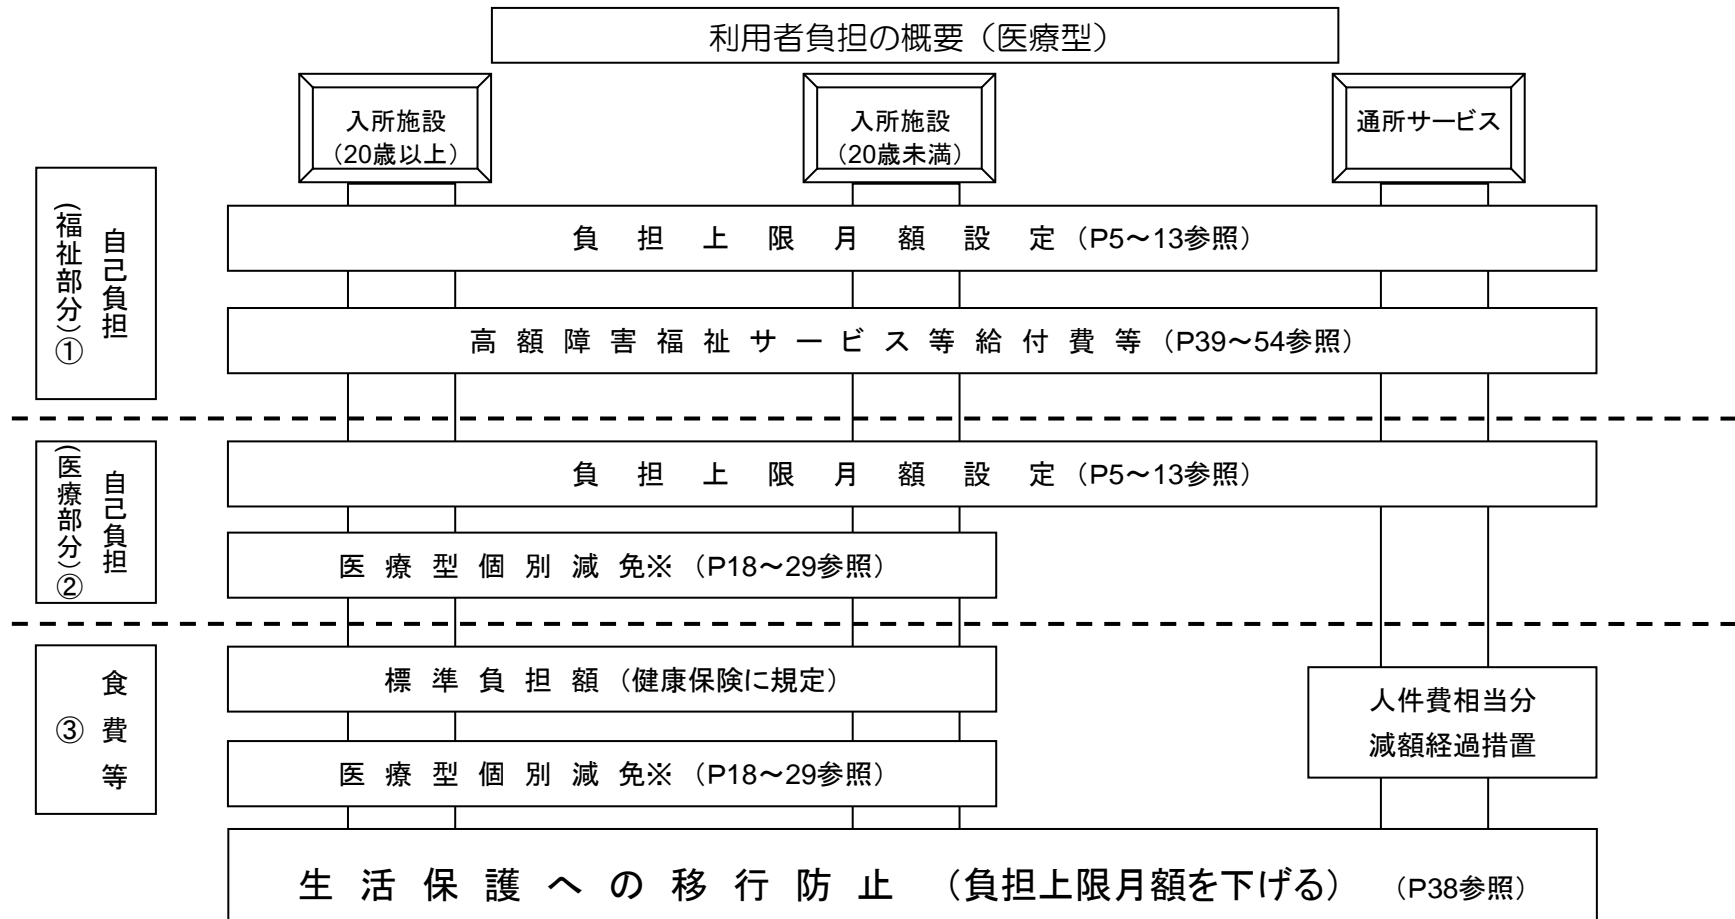 利用者負担の概要（医療型）
入所施設
（20歳以上）
入所施設
（20歳未満）
通所サービス
自己負担
（福祉部分）①
負担上限月額設定（P5～13参照）
高額障害福祉サービス等給付費等（P39～54参照）
自己負担
（医療部分）②
負担上限月額設定（P5～13参照）
医療型個別減免※（P18～29参照）
食費等
③
標準負担額（健康保険に規定）
人件費相当分
減額経過措置
医療型個別減免※（P18～29参照）
生活保護への移行防止（負担上限月額を下げる）（P38参照）